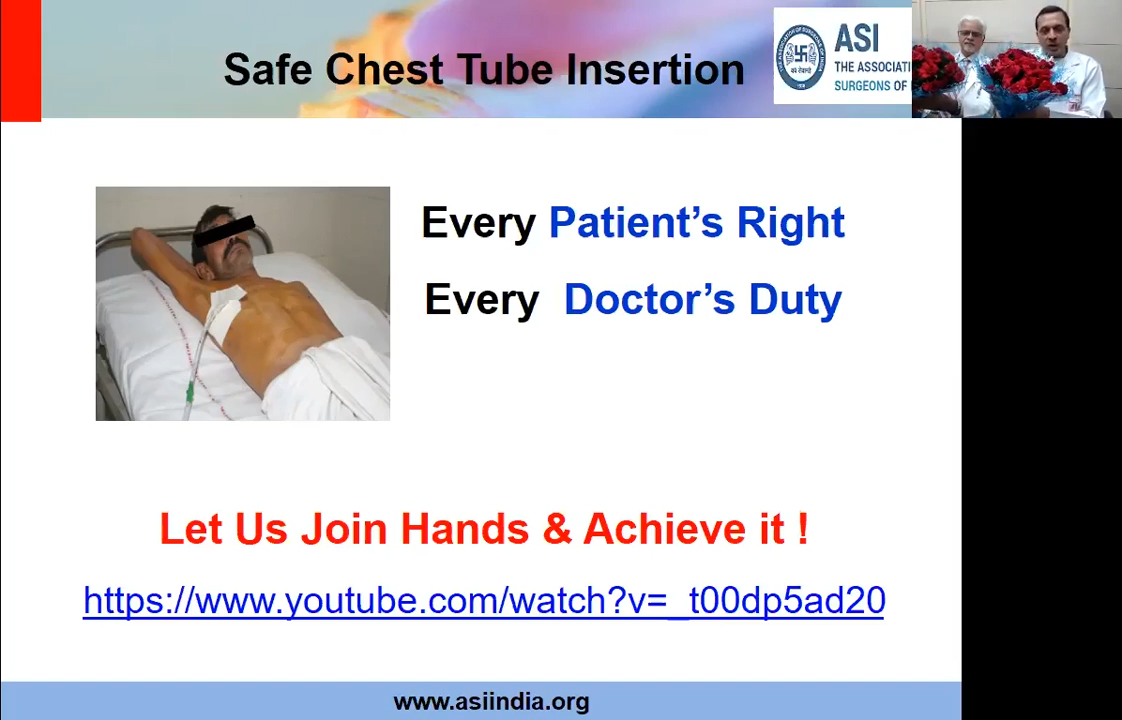 Safe Chest Tube Insertion
ASI
THE ASSOCIATI
SURGEONS OF
Every Patient’s Right
Every Doctor’s Duty
Let Us Join Hands & Achieve it !
https://www.youtube.com/watch?v=_t00dp5ad20
www.asiindia.org